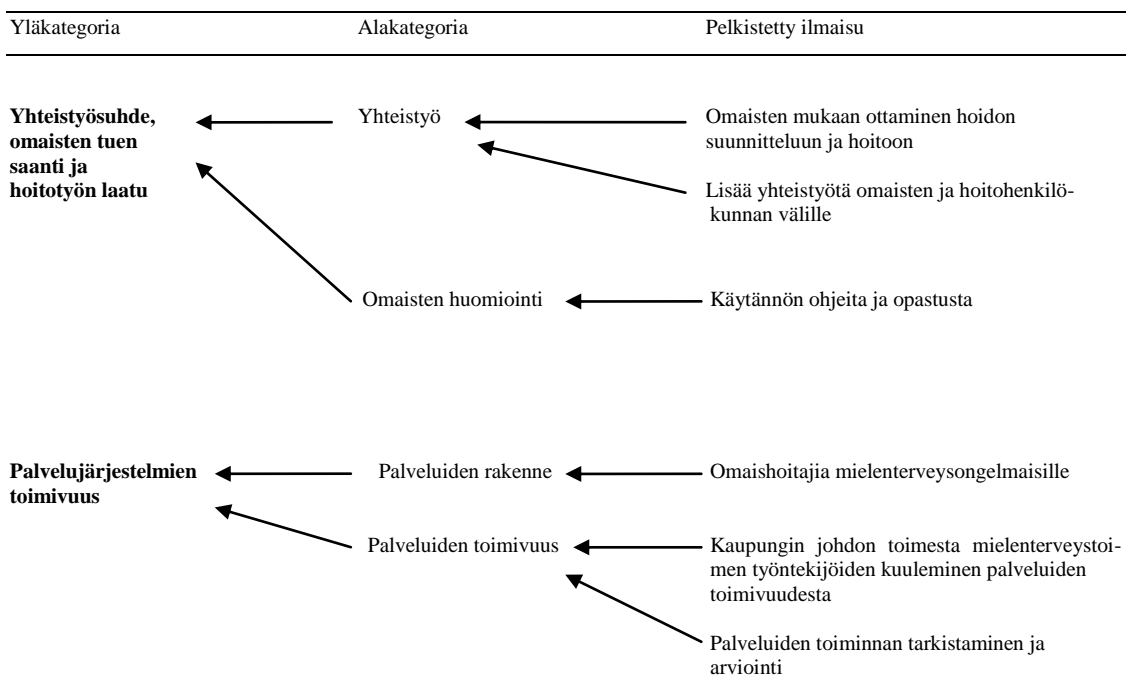 Yläkategoria Alakategoria Pelkistetty ilmaisu
Yhteistyösuhde, omaisten tuen saanti ja hoitotyön laatu
Yhteistyö
Omaisten mukaan ottaminen hoidon
suunnitteluun ja hoitoon
Lisää yhteistyötä omaisten ja hoitohenkilö-
kunnan välille
Omaisten huomiointi
Käytännön ohjeita ja opastusta
Palvelujärjestelmien
toimivuus
Palveluiden rakenne
Omaishoitajia mielenterveysongelmaisille
Palveluiden toimivuus
Kaupungin johdon toimesta mielenterveystoi-
men työntekijöiden kuuleminen palveluiden
toimivuudesta
Palveluiden toiminnan tarkistaminen ja
arviointi